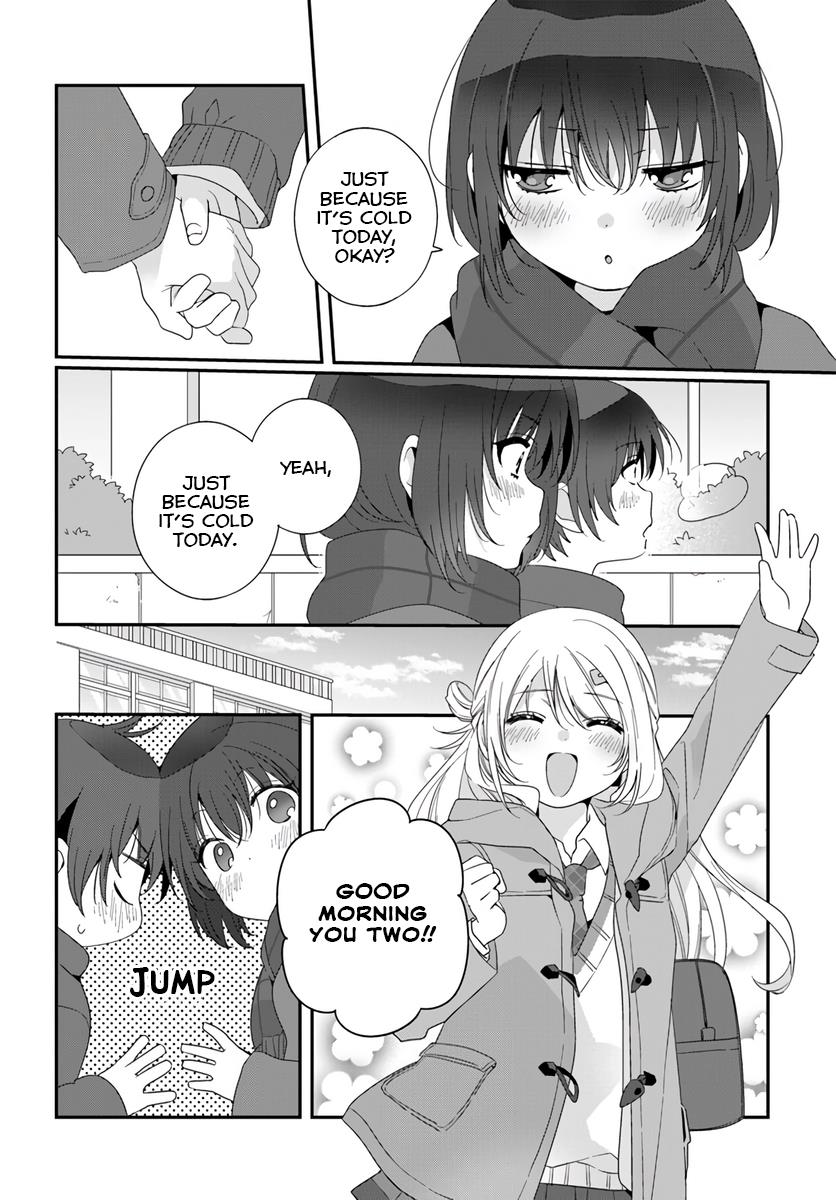 JUST
BECAUSE
IT'S COLD
TODAY,
OKAY?
YEAH,
JUST
BECAUSE
IT'S COLD
TODAY.
GOOD
MORNING
YOU TWO!!
JUMP